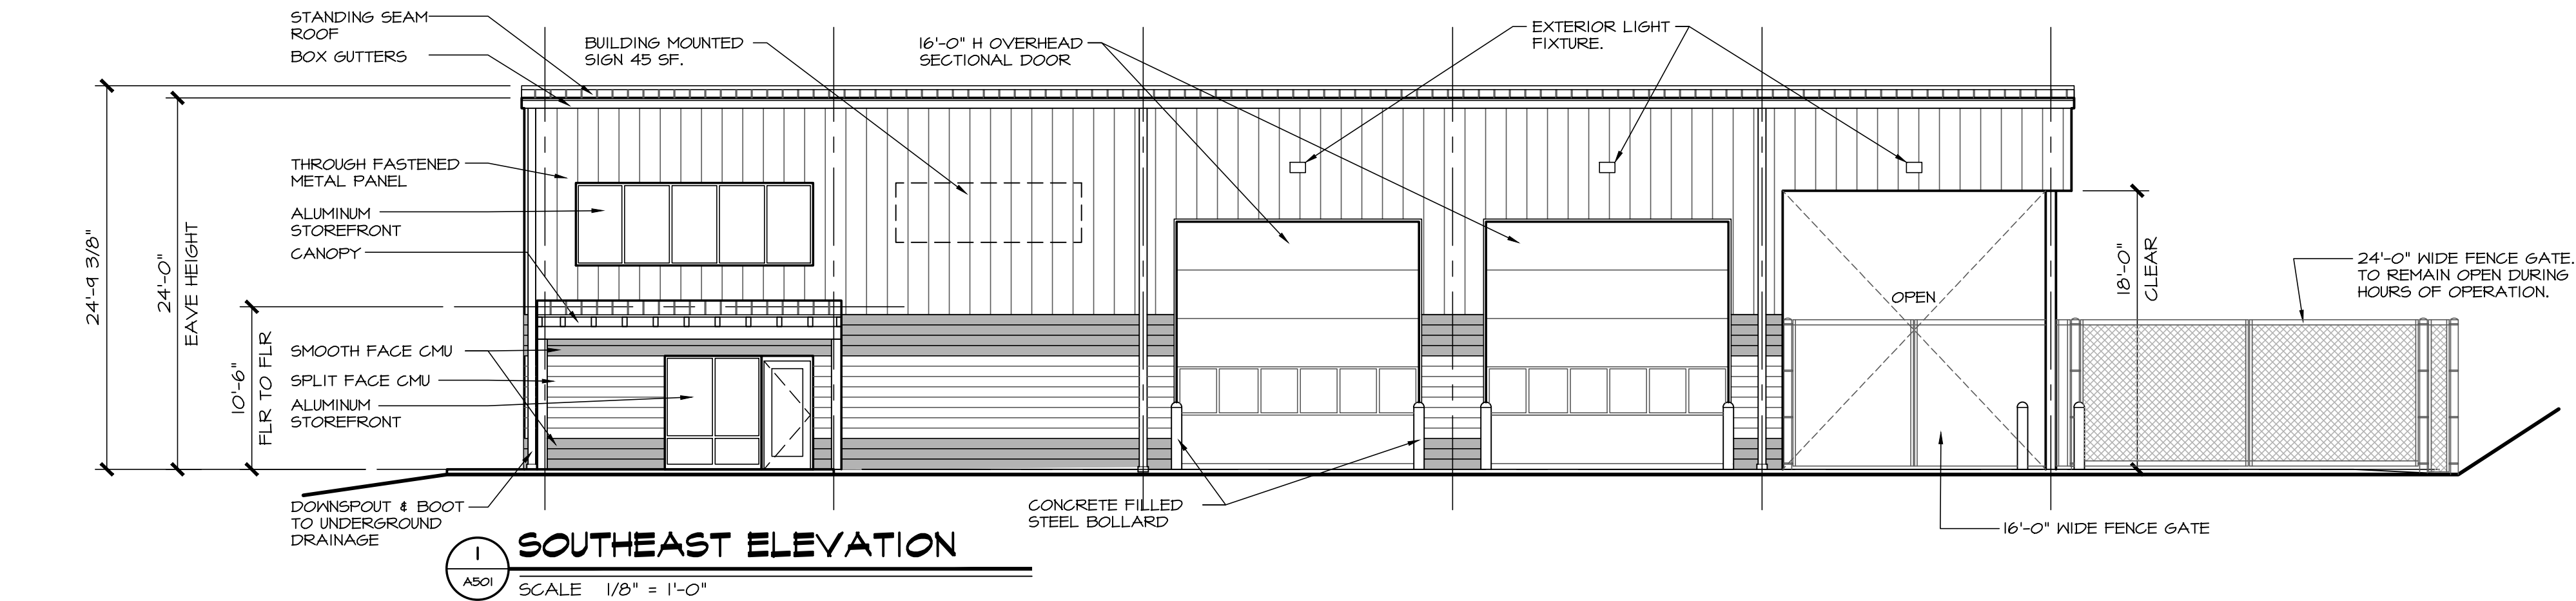 STANDING SEAM
ROOF
BOX GUTTERS
BUILDING MOUNTED
SIGN 45 SF.
16'-0" H OVERHEAD
SECTIONAL DOOR
EXTERIOR LIGHT
FIXTURE.
THROUGH FASTENED
METAL PANEL
ALUMINUM
STOREFRONT
CANOPY
24'-9 3/8"
24'-0"
EAVE HEIGHT
10'-6"
FLR TO FLR
SMOOTH FACE CMU
SPLIT FACE CMU
ALUMINUM
STOREFRONT
DOWNSPOUT & BOOT
TO UNDERGROUND
DRAINAGE
OPEN
18'-0"
CLEAR
24'-0" WIDE FENCE GATE.
TO REMAIN OPEN DURING
HOURS OF OPERATION.
CONCRETE FILLED
STEEL BOLLARD
16'-0" WIDE FENCE GATE
1
A501
SOUTHEAST ELEVATION
SCALE 1/8" = 1'-0"